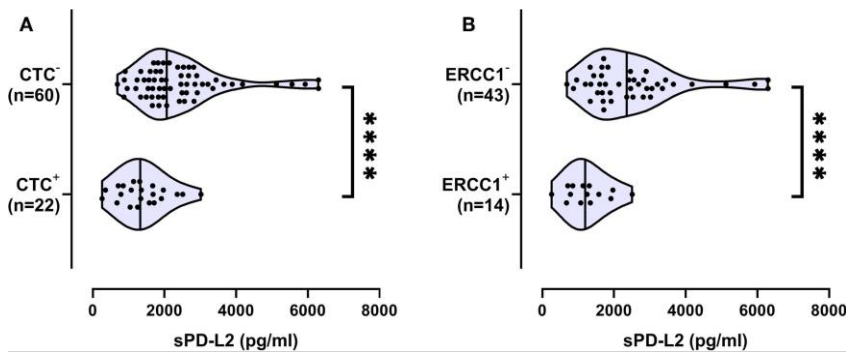 A
CTC⁻
(n=60)
CTC⁺
(n=22)
****
0 2000 4000 6000 8000
sPD-L2 (pg/ml)
B
ERCC1⁻
(n=43)
ERCC1⁺
(n=14)
****
0 2000 4000 6000 8000
sPD-L2 (pg/ml)